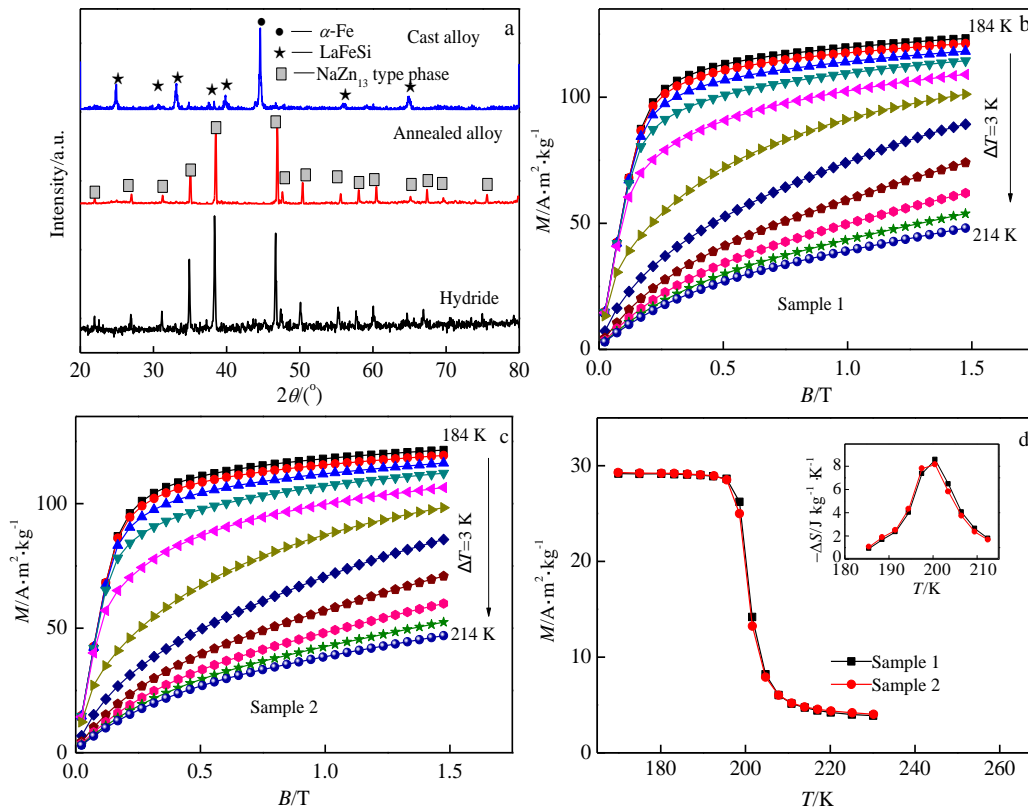 a
Cast alloy
α-Fe
LaFeSi
NaZn13 type phase
Annealed alloy
Hydride
Intensity/a.u.
20 30 40 50 60 70 80
2θ/(°)
b
184 K
ΔT=3 K
214 K
Sample 1
M/A·m²·kg⁻¹
100
50
0
0.0 0.5 1.0 1.5
B/T
c
184 K
ΔT=3 K
214 K
Sample 2
M/A·m²·kg⁻¹
100
50
0
0.0 0.5 1.0 1.5
B/T
d
M/A·m²·kg⁻¹
30
20
10
0
180 200 220 240 260
T/K
Sample 1
Sample 2
−ΔS/J kg⁻¹·K⁻¹
8
6
4
2
180 190 200 210
T/K